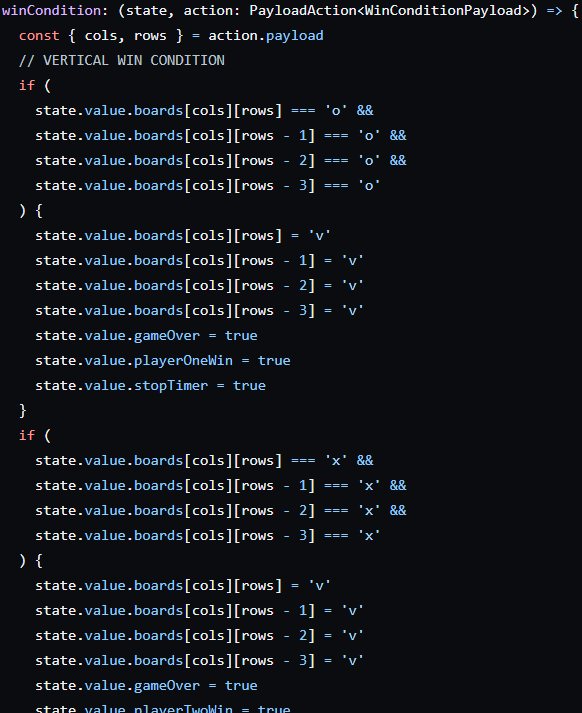 winCondition: (state, action: PayloadAction<WinConditionPayload>) => {
const { cols, rows } = action.payload
// VERTICAL WIN CONDITION
if (
state.value.boards[cols][rows] === 'o' &&
state.value.boards[cols][rows - 1] === 'o' &&
state.value.boards[cols][rows - 2] === 'o' &&
state.value.boards[cols][rows - 3] === 'o'
) {
state.value.boards[cols][rows] = 'v'
state.value.boards[cols][rows - 1] = 'v'
state.value.boards[cols][rows - 2] = 'v'
state.value.boards[cols][rows - 3] = 'v'
state.value.gameOver = true
state.value.playerOneWin = true
state.value.stopTimer = true
}
if (
state.value.boards[cols][rows] === 'x' &&
state.value.boards[cols][rows - 1] === 'x' &&
state.value.boards[cols][rows - 2] === 'x' &&
state.value.boards[cols][rows - 3] === 'x'
) {
state.value.boards[cols][rows] = 'v'
state.value.boards[cols][rows - 1] = 'v'
state.value.boards[cols][rows - 2] = 'v'
state.value.boards[cols][rows - 3] = 'v'
state.value.gameOver = true
state.value.playerTwoWin = true